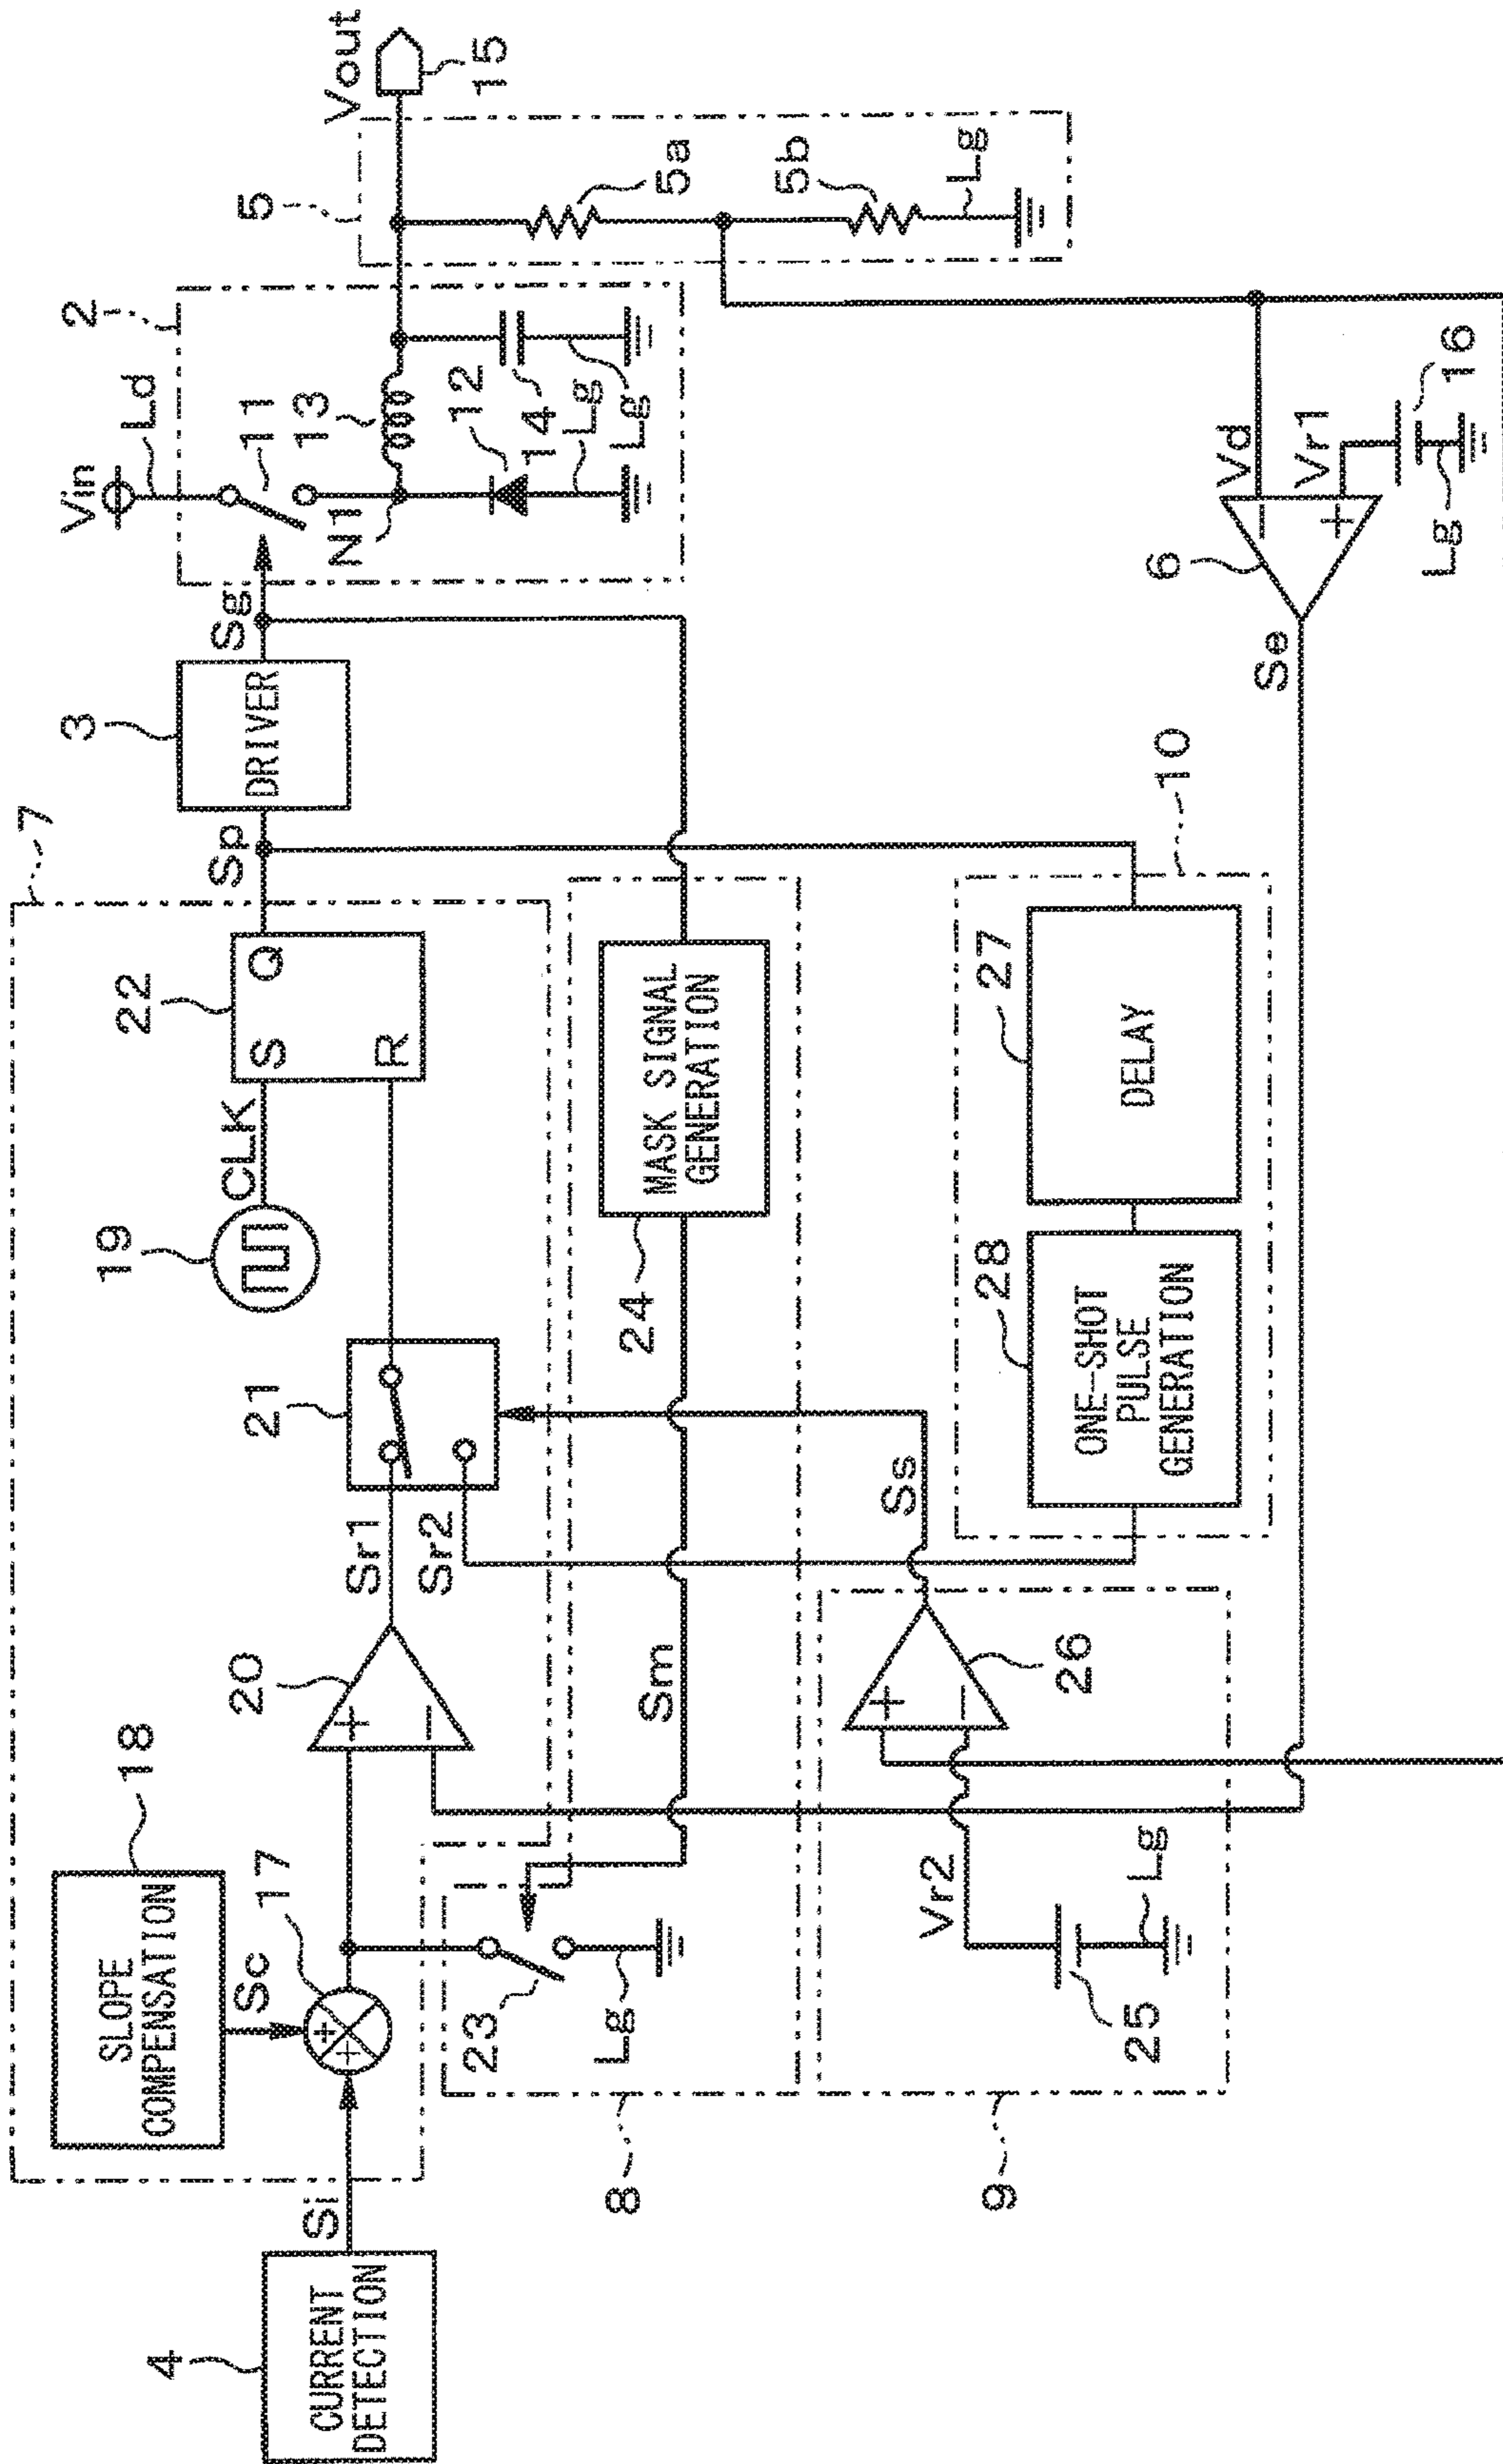 7
SLOPE
COMPENSATION
18
Sc
17
+
+
CURRENT
DETECTION
4
Si
20
+
−
Sr1
Sr2
21
19
CLK
22
S
Q
R
Sp
3
DRIVER
Sg
Vin
Ld
2
11
13
N1
12
14
Lg
Lg
5
Vout
15
5a
5b
Lg
23
Lg
8
Sm
24
MASK SIGNAL
GENERATION
9
25
Lg
Vr2
+
−
26
Ss
28
ONE-SHOT
PULSE
GENERATION
27
DELAY
10
Se
6
−
+
Vd
Vr1
16
Lg